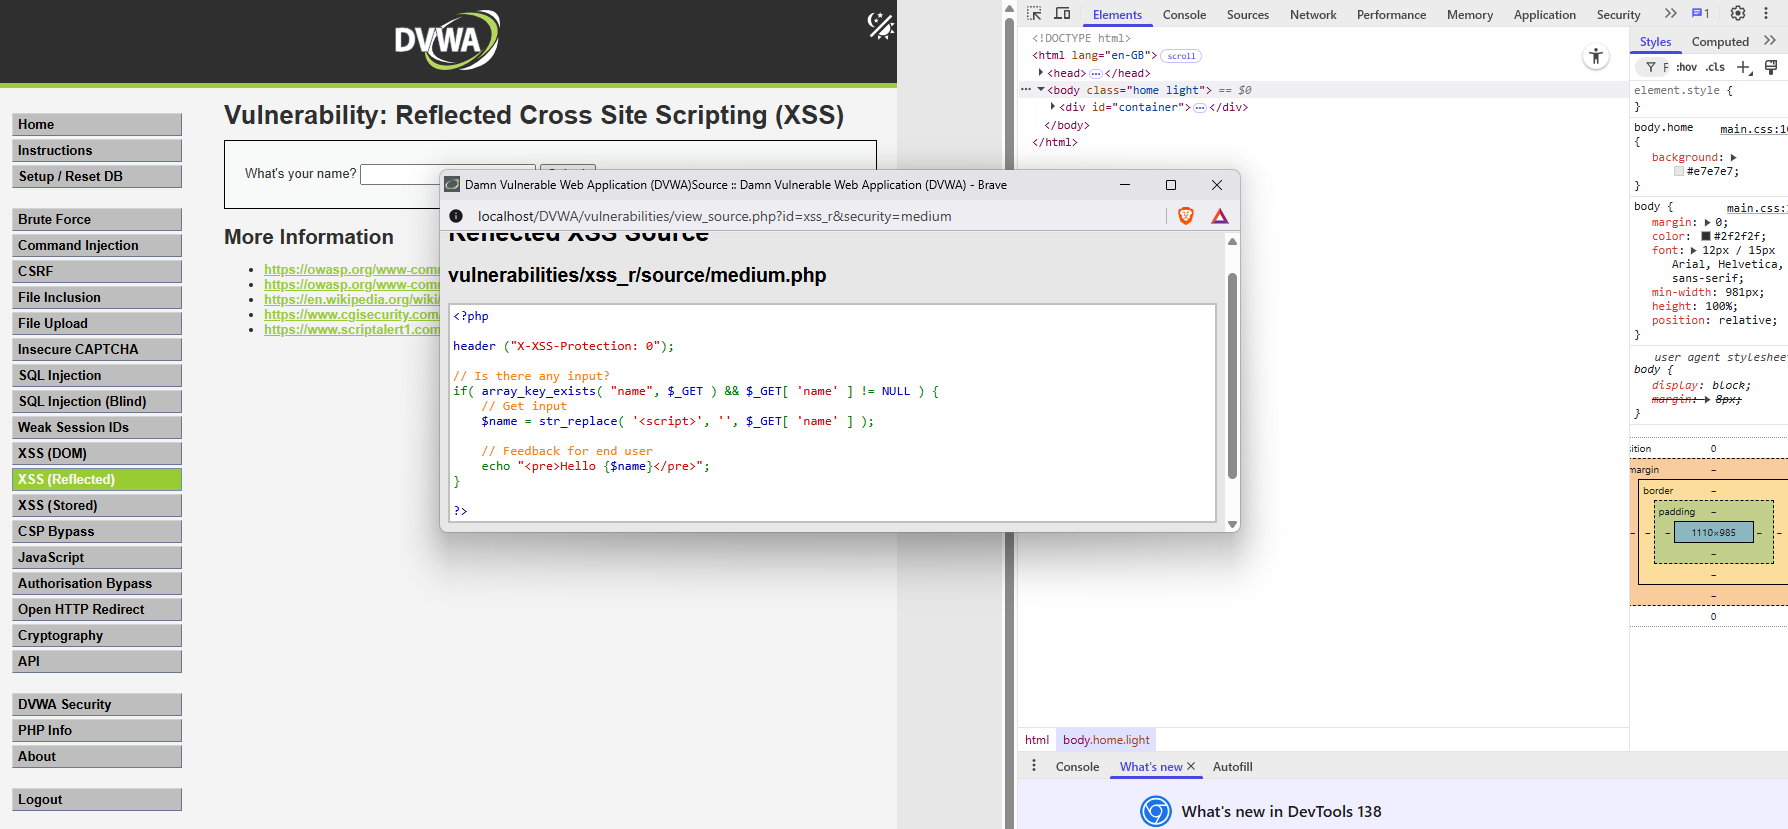 DVWA
Vulnerability: Reflected Cross Site Scripting (XSS)
Home
Instructions
Setup / Reset DB
Brute Force
Command Injection
CSRF
File Inclusion
File Upload
Insecure CAPTCHA
SQL Injection
SQL Injection (Blind)
Weak Session IDs
XSS (DOM)
XSS (Reflected)
XSS (Stored)
CSP Bypass
JavaScript
Authorisation Bypass
Open HTTP Redirect
Cryptography
API
DVWA Security
PHP Info
About
Logout
What's your name?
More Information
https://owasp.org/www-com
https://owasp.org/www-com
https://en.wikipedia.org/wiki/
https://www.cgisecurity.com
https://www.scriptalert1.com
Damn Vulnerable Web Application (DVWA)Source :: Damn Vulnerable Web Application (DVWA) - Brave
localhost/DVWA/vulnerabilities/view_source.php?id=xss_r&security=medium
Reflected XSS Source
vulnerabilities/xss_r/source/medium.php
<?php
header ("X-XSS-Protection: 0");
// Is there any input?
if( array_key_exists( "name", $_GET ) && $_GET[ 'name' ] != NULL ) {
// Get input
$name = str_replace( '<script>', '', $_GET[ 'name' ] );
// Feedback for end user
echo "<pre>Hello {$name}</pre>";
}
?>
Elements Console Sources Network Performance Memory Application Security 1
<!DOCTYPE html>
<html lang="en-GB"> scroll
<head> </head>
<body class="home light"> == $0
<div id="container"> </div>
</body>
</html>
Styles Computed
F :hov .cls
element.style {
}
body.home main.css:1
{
background:
#e7e7e7;
}
body { main.css:
margin: 0;
color: #2f2f2f;
font: 12px / 15px
Arial, Helvetica,
sans-serif;
min-width: 981px;
height: 100%;
position: relative;
}
user agent stylesheet
body {
display: block;
margin: 8px;
}
ition 0
margin –
border –
padding –
– – – 1110×985 – –
–
–
–
0
html body.home.light
Console What's new Autofill
What's new in DevTools 138